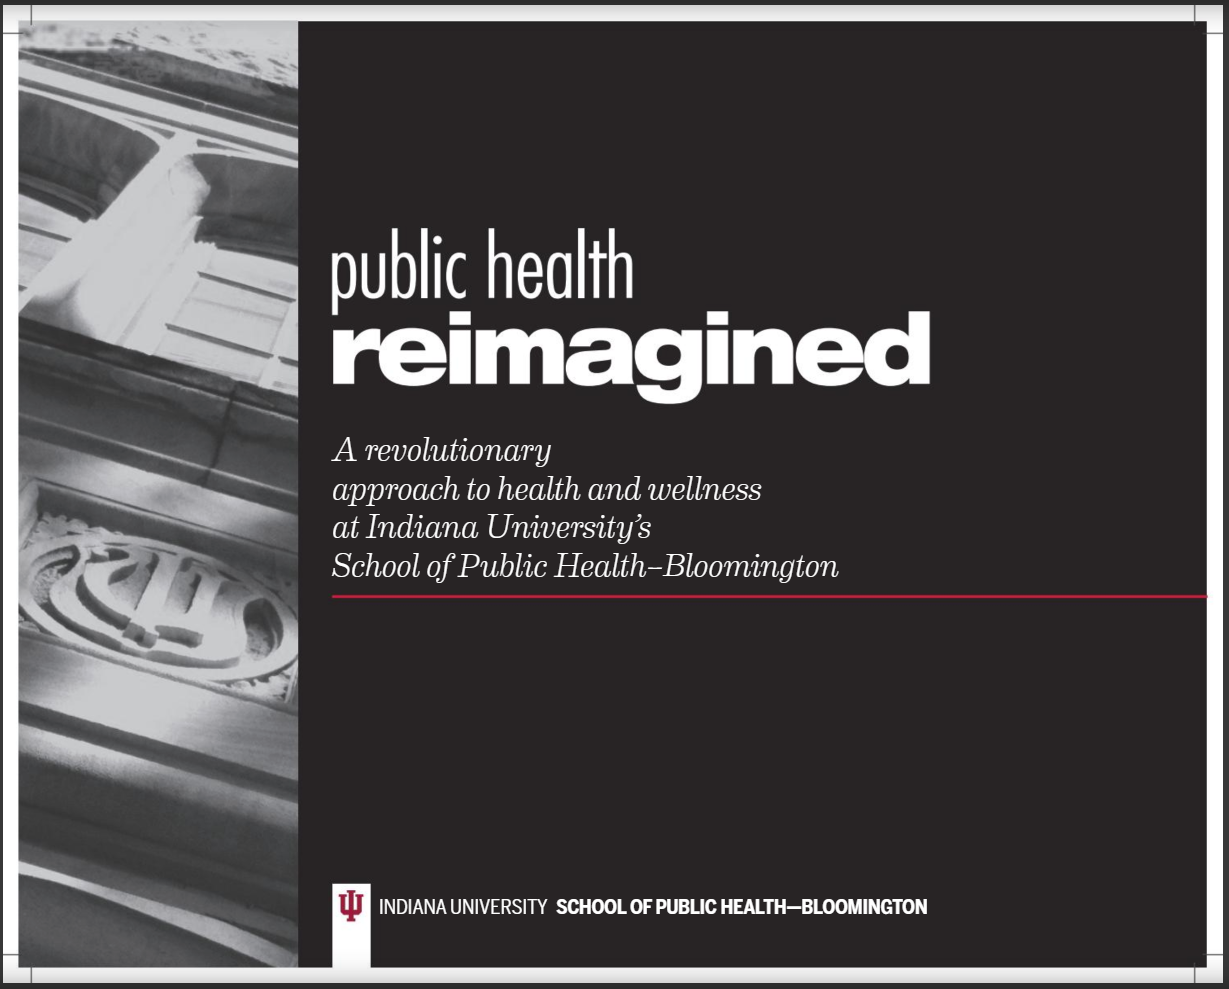 public health
reimagined
A revolutionary
approach to health and wellness
at Indiana University’s
School of Public Health–Bloomington
INDIANA UNIVERSITY SCHOOL OF PUBLIC HEALTH—BLOOMINGTON